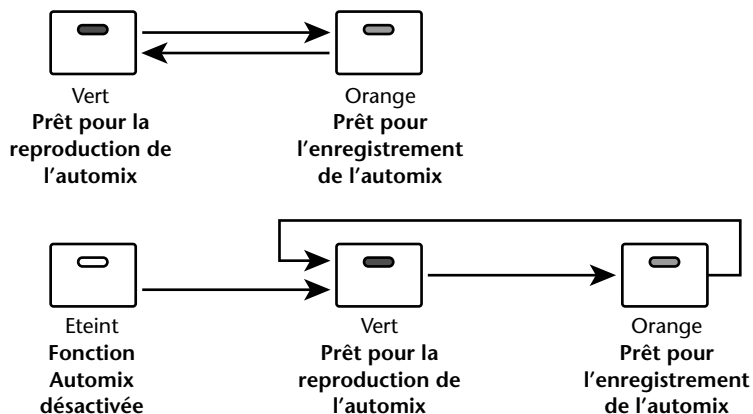 Vert
Prêt pour la
reproduction de
l'automix
Orange
Prêt pour
l'enregistrement
de l'automix
Eteint
Fonction
Automix
désactivée
Vert
Prêt pour la
reproduction de
l'automix
Orange
Prêt pour
l'enregistrement
de l'automix